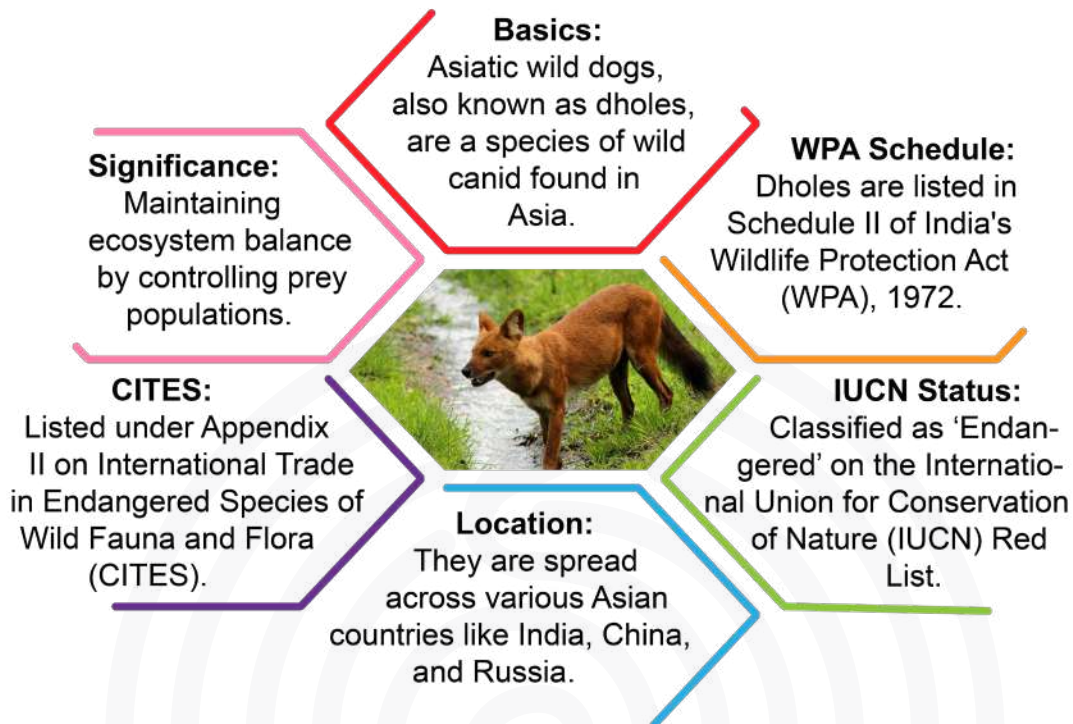 Basics:
Asiatic wild dogs,
also known as dholes,
are a species of wild
canid found in
Asia.
WPA Schedule:
Dholes are listed in
Schedule II of India's
Wildlife Protection Act
(WPA), 1972.
IUCN Status:
Classified as ‘Endan-
gered’ on the Internatio-
nal Union for Conservation
of Nature (IUCN) Red
List.
Location:
They are spread
across various Asian
countries like India, China,
and Russia.
CITES:
Listed under Appendix
II on International Trade
in Endangered Species of
Wild Fauna and Flora
(CITES).
Significance:
Maintaining
ecosystem balance
by controlling prey
populations.